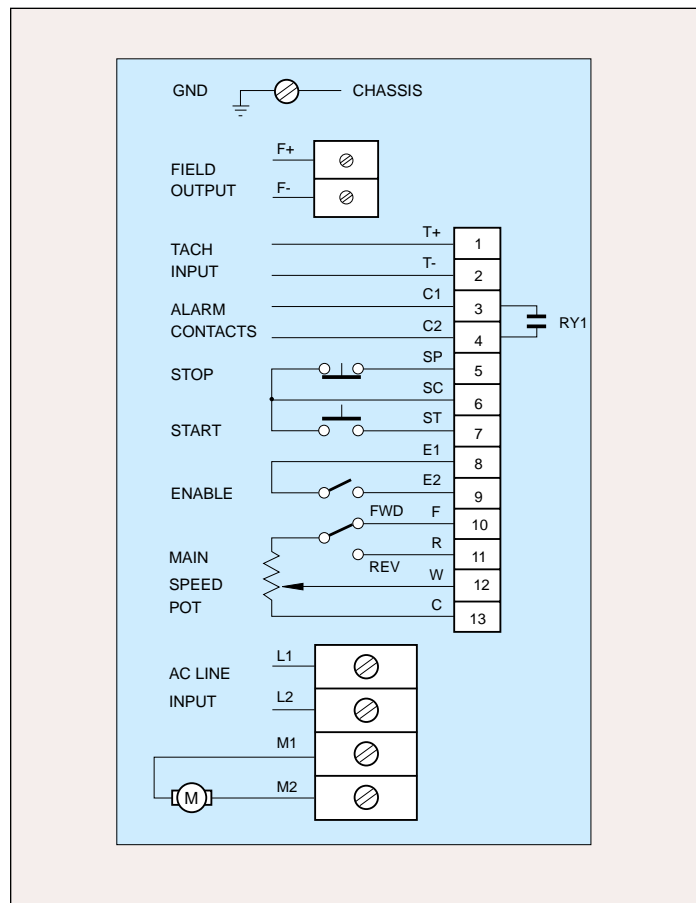 GND CHASSIS
F+
FIELD
OUTPUT
F-
T+ 1
TACH
INPUT
T- 2
C1 3
ALARM
CONTACTS
C2 4
RY1
STOP SP 5
SC 6
START ST 7
E1 8
ENABLE E2 9
FWD F 10
R 11
REV
MAIN
SPEED
POT
W 12
C 13
L1
AC LINE
INPUT
L2
M1
M M2